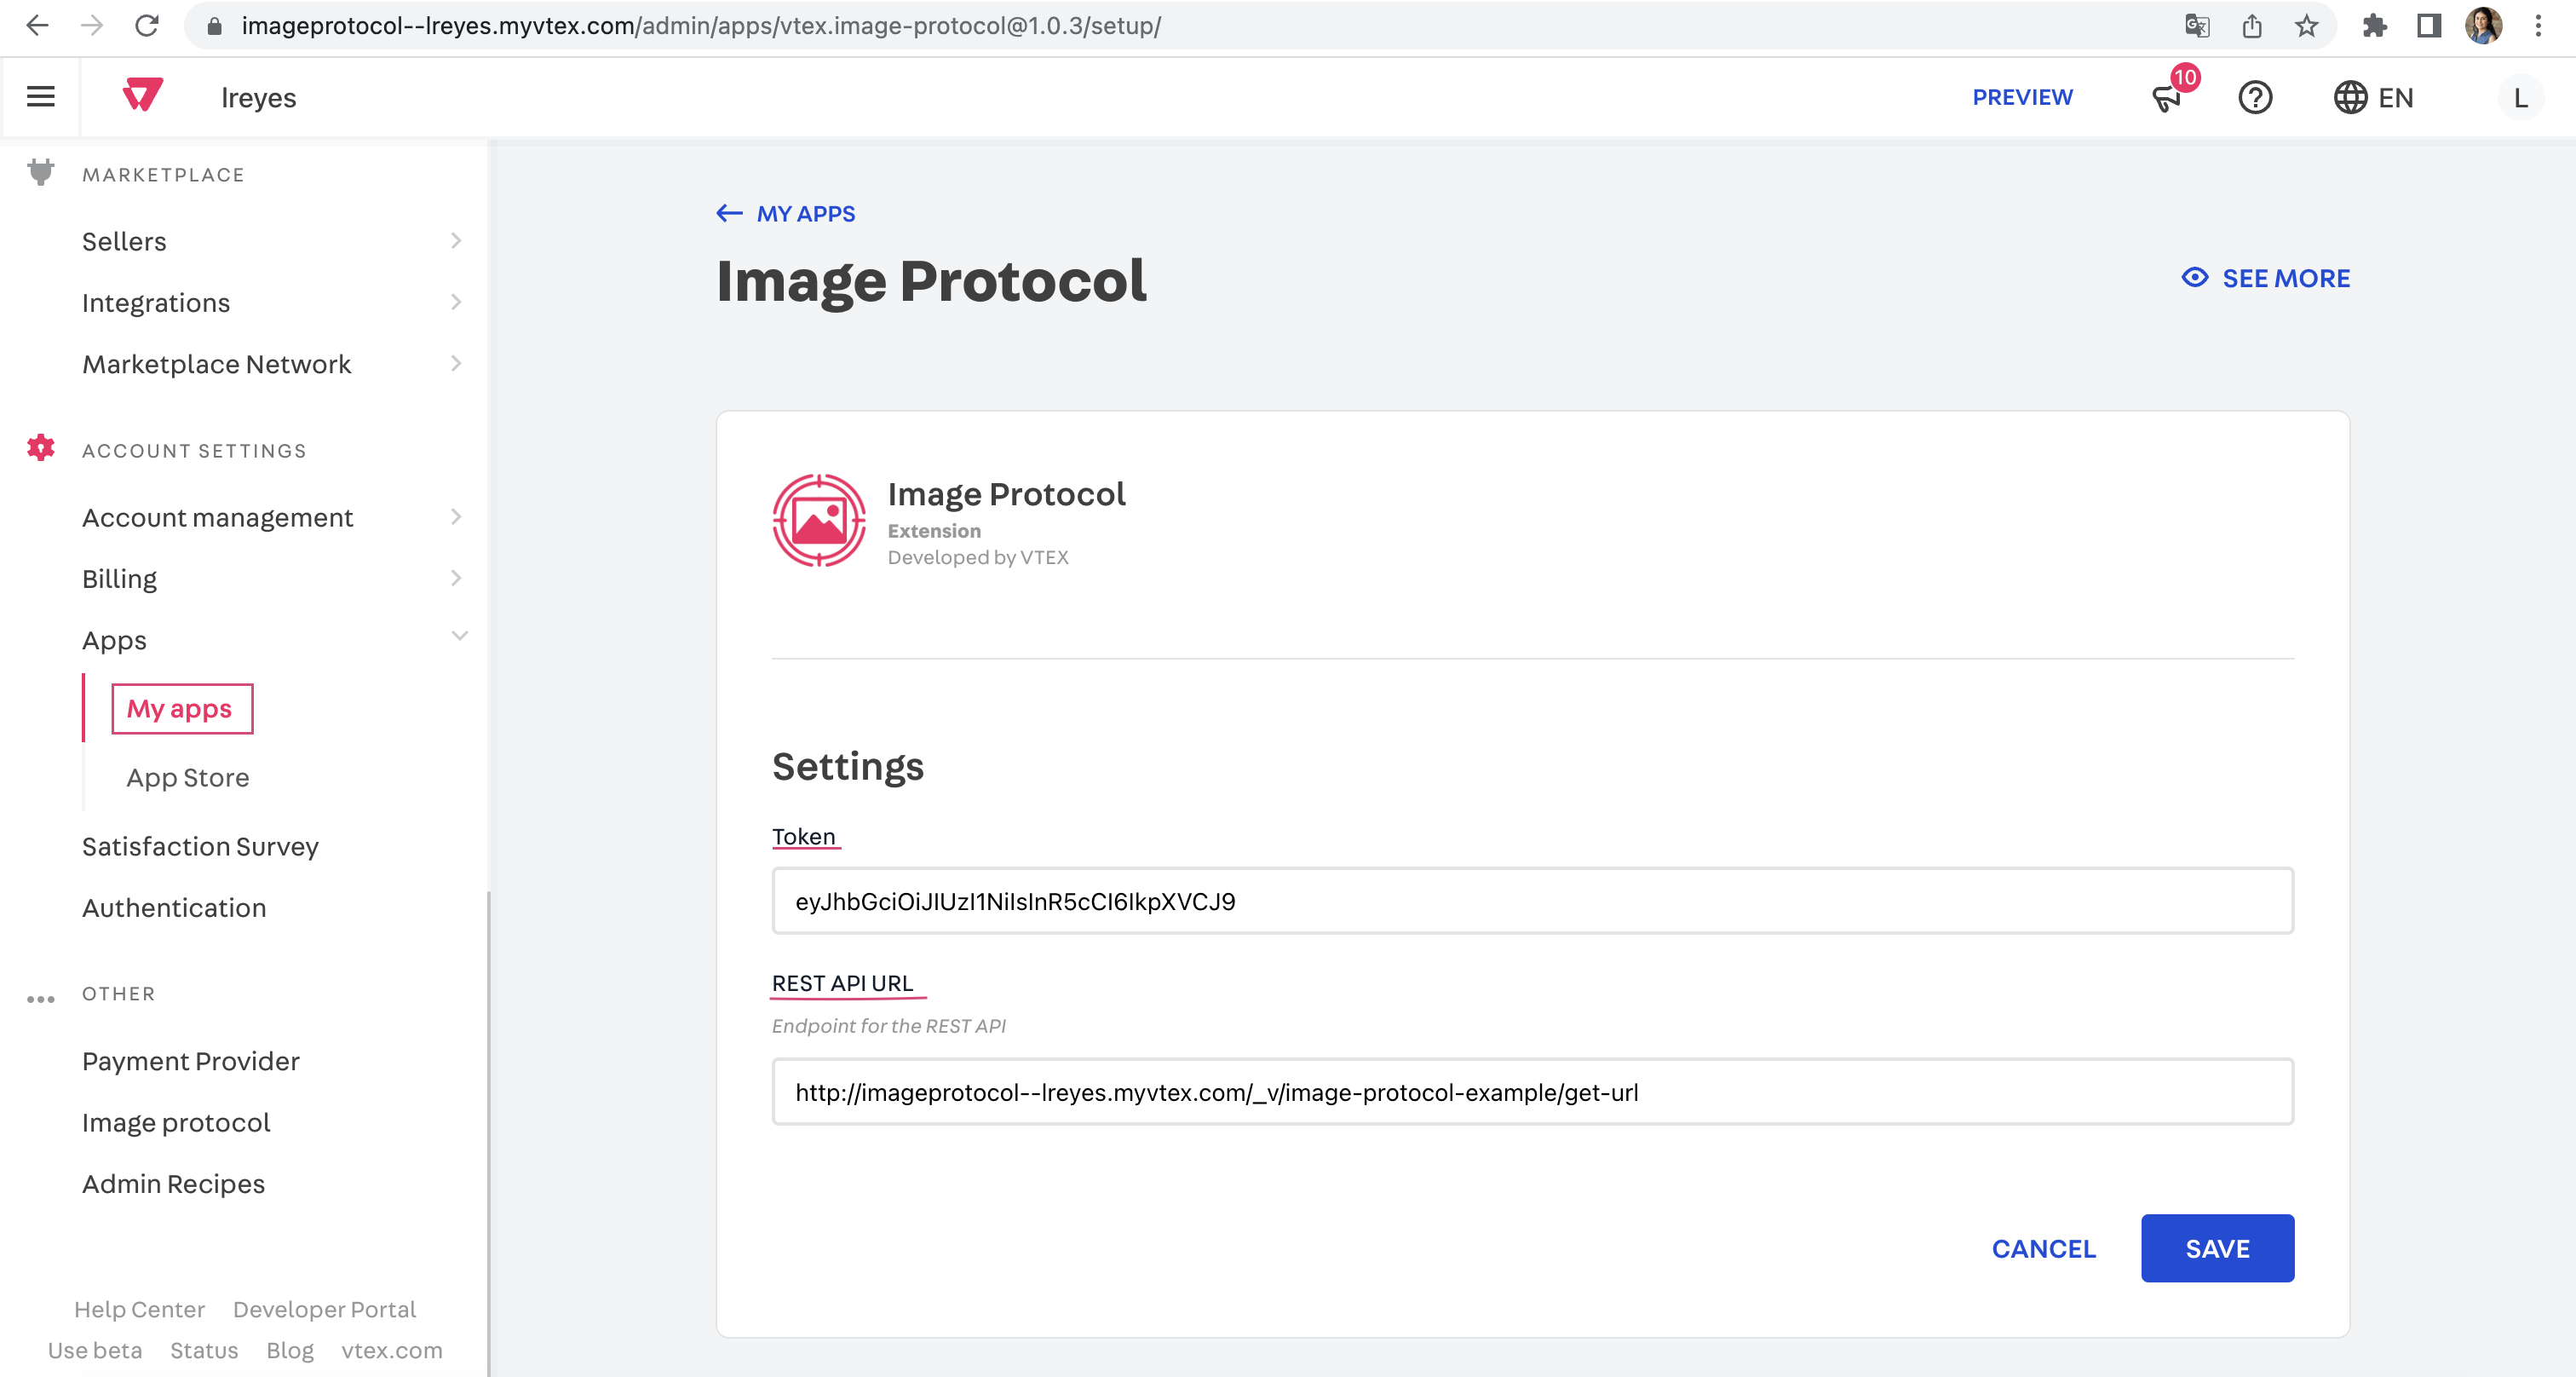 imageprotocol--lreyes.myvtex.com/admin/apps/vtex.image-protocol@1.0.3/setup/
lreyes
PREVIEW
10
EN
L
MARKETPLACE
Sellers
Integrations
Marketplace Network
ACCOUNT SETTINGS
Account management
Billing
Apps
My apps
App Store
Satisfaction Survey
Authentication
OTHER
Payment Provider
Image protocol
Admin Recipes
Help Center Developer Portal
Use beta Status Blog vtex.com
MY APPS
Image Protocol
SEE MORE
Image Protocol
Extension
Developed by VTEX
Settings
Token
eyJhbGciOiJIUzI1NiIsInR5cCI6IkpXVCJ9
REST API URL
Endpoint for the REST API
http://imageprotocol--lreyes.myvtex.com/_v/image-protocol-example/get-url
CANCEL
SAVE